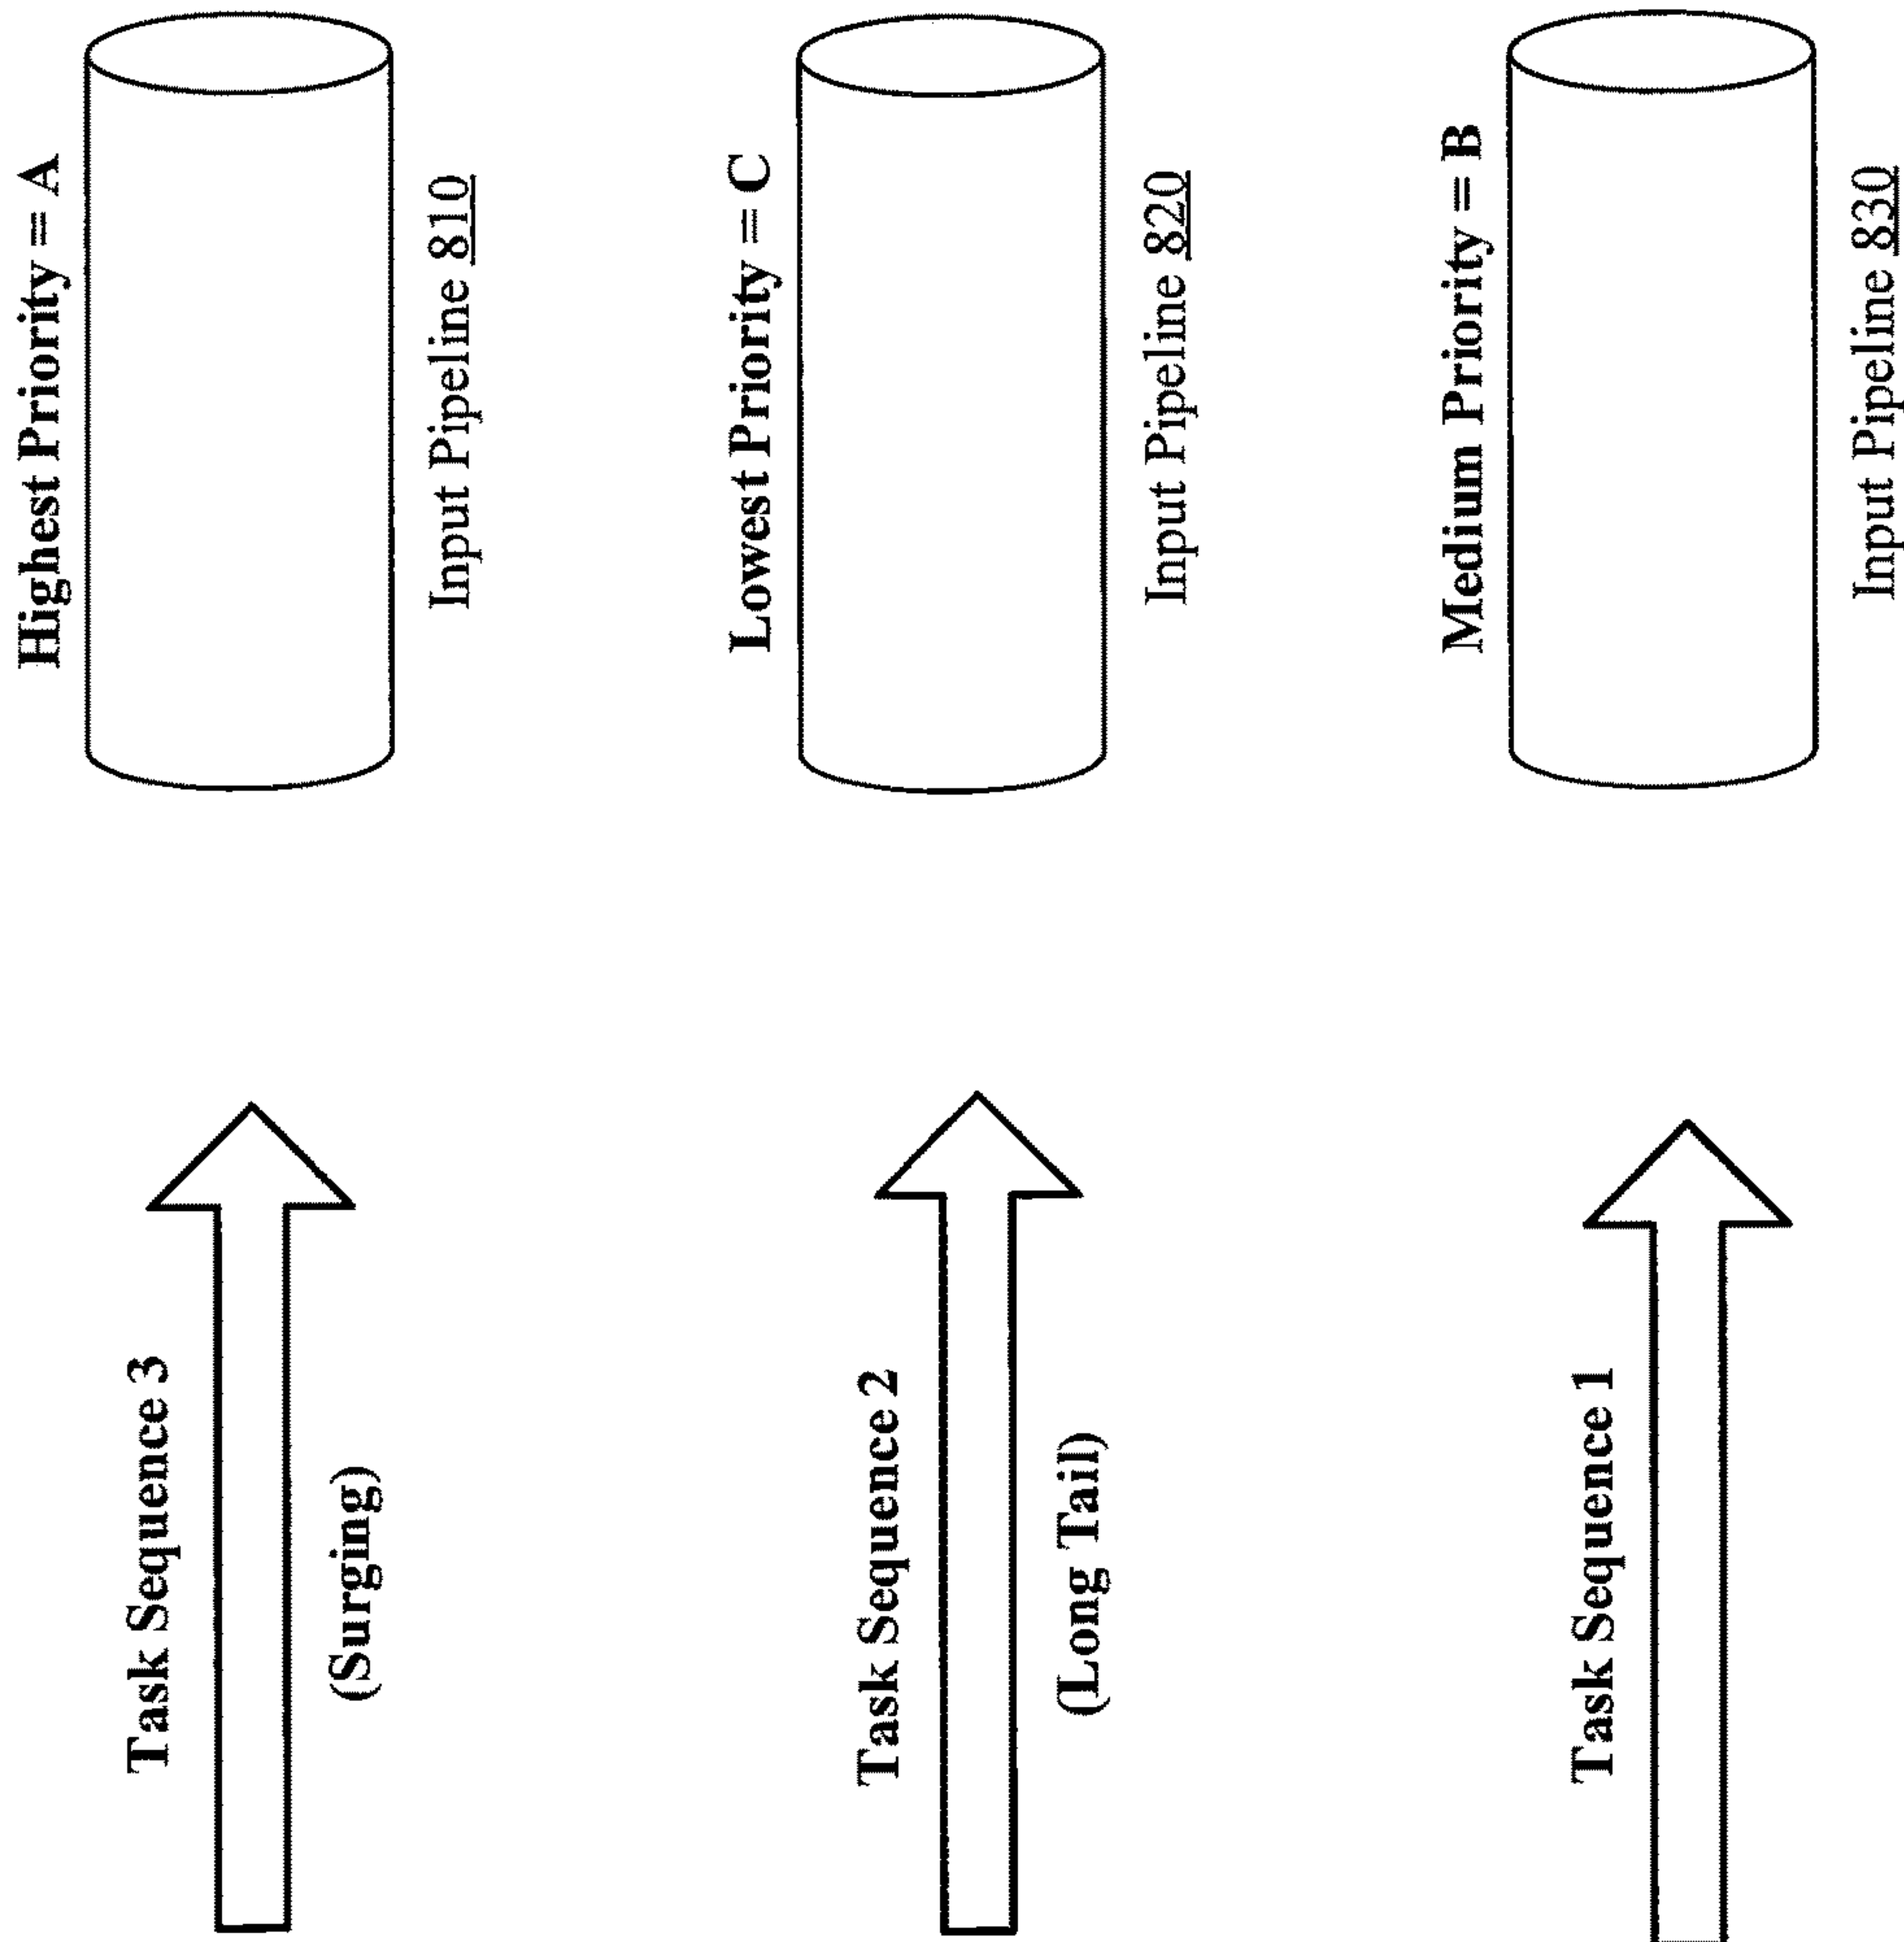 Task Sequence 3
(Surging)
Highest Priority = A
Input Pipeline 810
Task Sequence 2
(Long Tail)
Lowest Priority = C
Input Pipeline 820
Task Sequence 1
Medium Priority = B
Input Pipeline 830